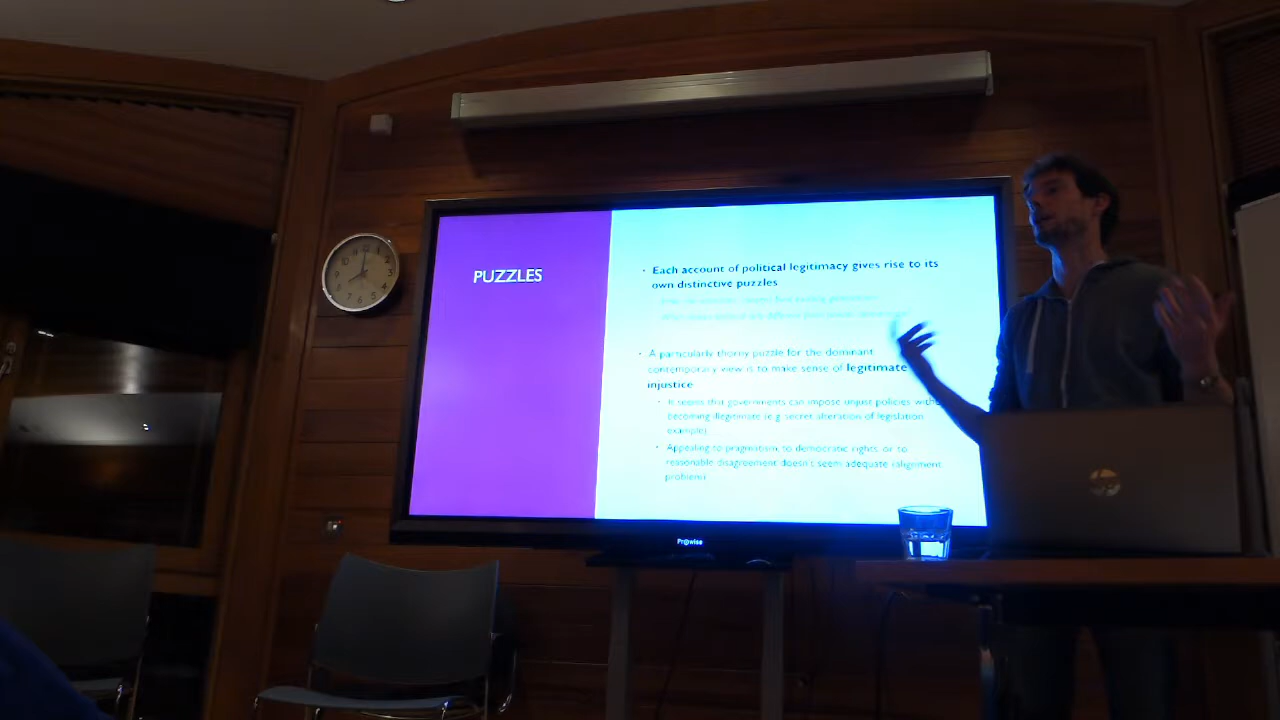 PUZZLES
• Each account of political legitimacy gives rise to its
own distinctive puzzles
• A particularly thorny puzzle for the dominant
contemporary view is to make sense of legitimate
injustice
• It seems that governments can impose unjust policies
becoming illegitimate (e.g. secret alteration of legislation
example)
• Appealing to pragmatism, to democratic rights or to
reasonable disagreement doesn't seem adequate (alignment
problem)
Prowise
hp